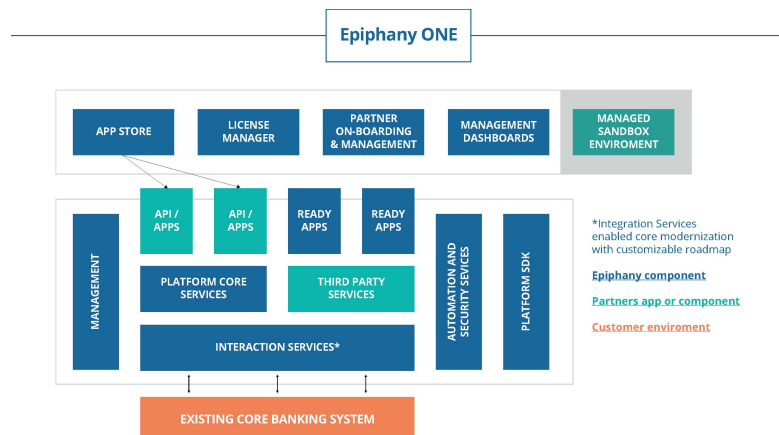 Epiphany ONE
APP STORE
LICENSE
MANAGER
PARTNER
ON-BOARDING
& MANAGEMENT
MANAGEMENT
DASHBOARDS
MANAGED
SANDBOX
ENVIROMENT
API /
APPS
API /
APPS
READY
APPS
READY
APPS
MANAGEMENT
PLATFORM CORE
SERVICES
THIRD PARTY
SERVICES
INTERACTION SERVICES*
AUTOMATION AND
SECURITY SEVICES
PLATFORM SDK
EXISTING CORE BANKING SYSTEM
*Integration Services
enabled core modernization
with customizable roadmap
Epiphany component
Partners app or component
Customer enviroment